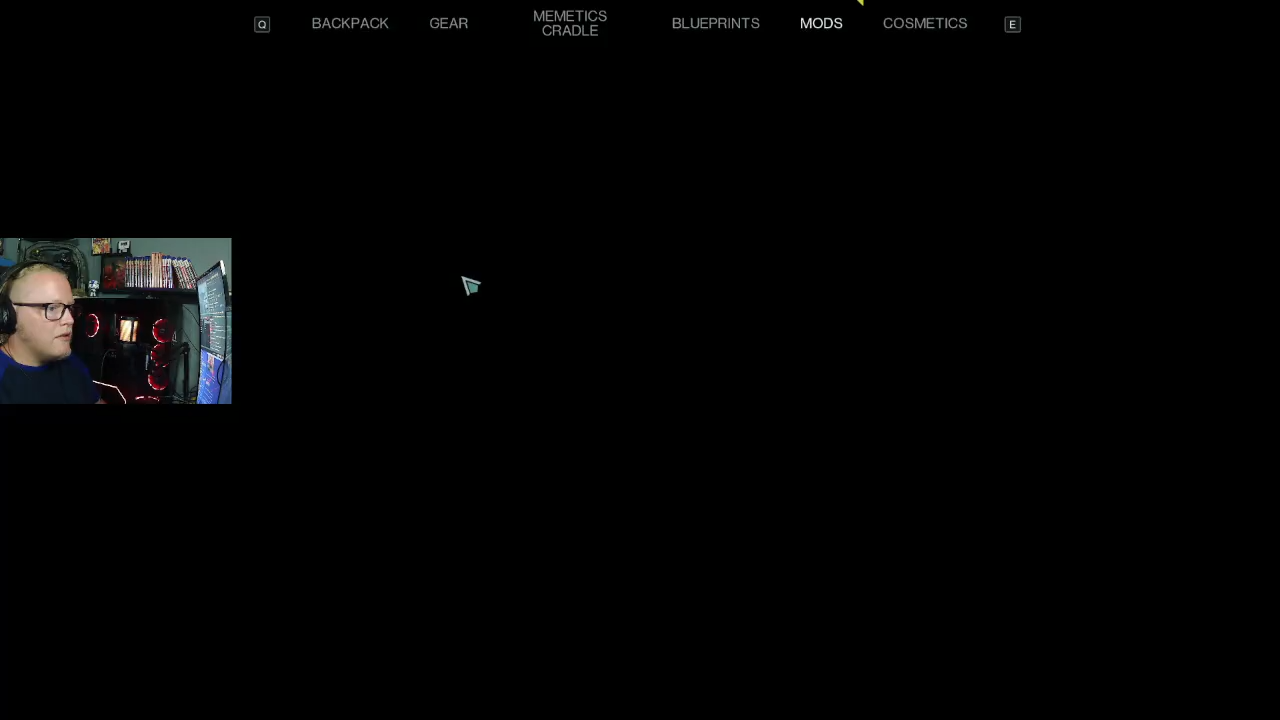 Q
BACKPACK
GEAR
MEMETICS
CRADLE
BLUEPRINTS
MODS
COSMETICS
E